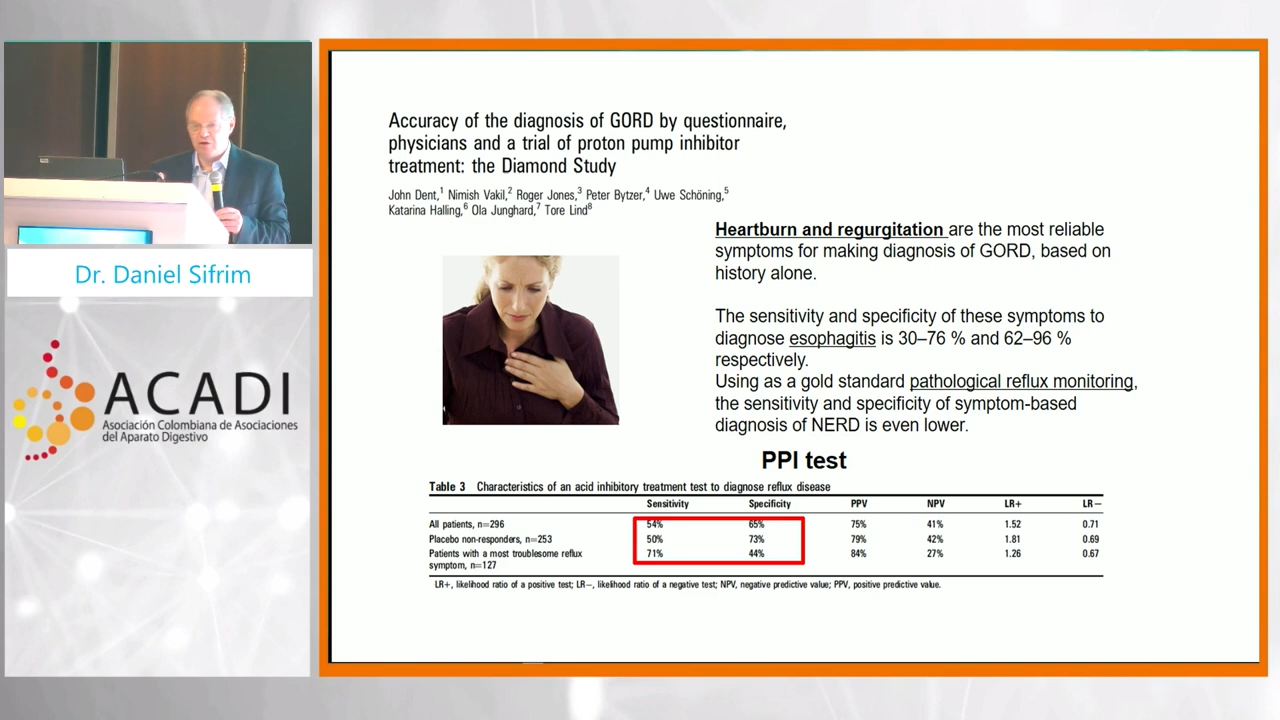 Dr. Daniel Sifrim
ACADI
Asociación Colombiana de Asociaciones
del Aparato Digestivo
Accuracy of the diagnosis of GORD by questionnaire,
physicians and a trial of proton pump inhibitor
treatment: the Diamond Study
John Dent,1 Nimish Vakil,2 Roger Jones,3 Peter Bytzer,4 Uwe Schöning,5
Katarina Halling,6 Ola Junghard,7 Tore Lind8
Heartburn and regurgitation are the most reliable
symptoms for making diagnosis of GORD, based on
history alone.
The sensitivity and specificity of these symptoms to
diagnose esophagitis is 30–76 % and 62–96 %
respectively.
Using as a gold standard pathological reflux monitoring,
the sensitivity and specificity of symptom-based
diagnosis of NERD is even lower.
PPI test
Table 3 Characteristics of an acid inhibitory treatment test to diagnose reflux disease
Sensitivity Specificity PPV NPV LR+ LR−
All patients, n=296 54% 65% 75% 41% 1.52 0.71
Placebo non-responders, n=253 50% 73% 79% 42% 1.81 0.69
Patients with a most troublesome reflux 71% 44% 84% 27% 1.26 0.67
symptom, n=127
LR+, likelihood ratio of a positive test; LR−, likelihood ratio of a negative test; NPV, negative predictive value; PPV, positive predictive value.